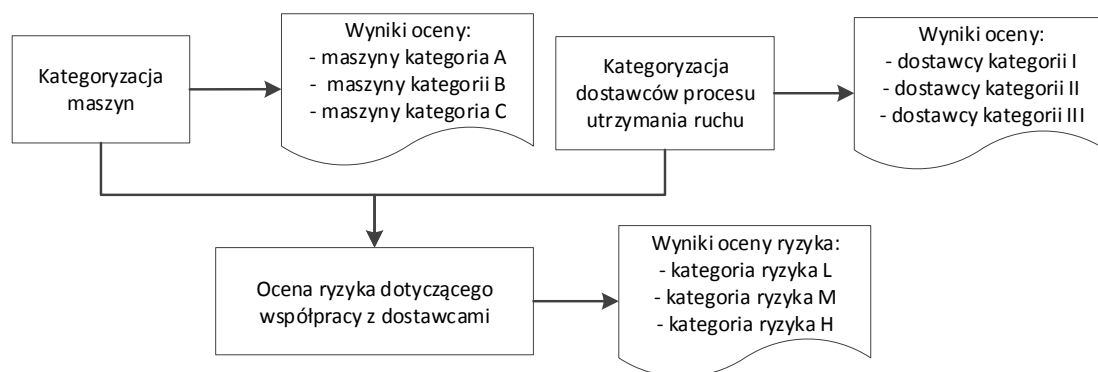 Kategoryzacja
maszyn
Wyniki oceny:
- maszyny kategoria A
- maszyny kategorii B
- maszyny kategoria C
Kategoryzacja
dostawców procesu
utrzymania ruchu
Wyniki oceny:
- dostawcy kategorii I
- dostawcy kategorii II
- dostawcy kategorii III
Ocena ryzyka dotyczącego
współpracy z dostawcami
Wyniki oceny ryzyka:
- kategoria ryzyka L
- kategoria ryzyka M
- kategoria ryzyka H